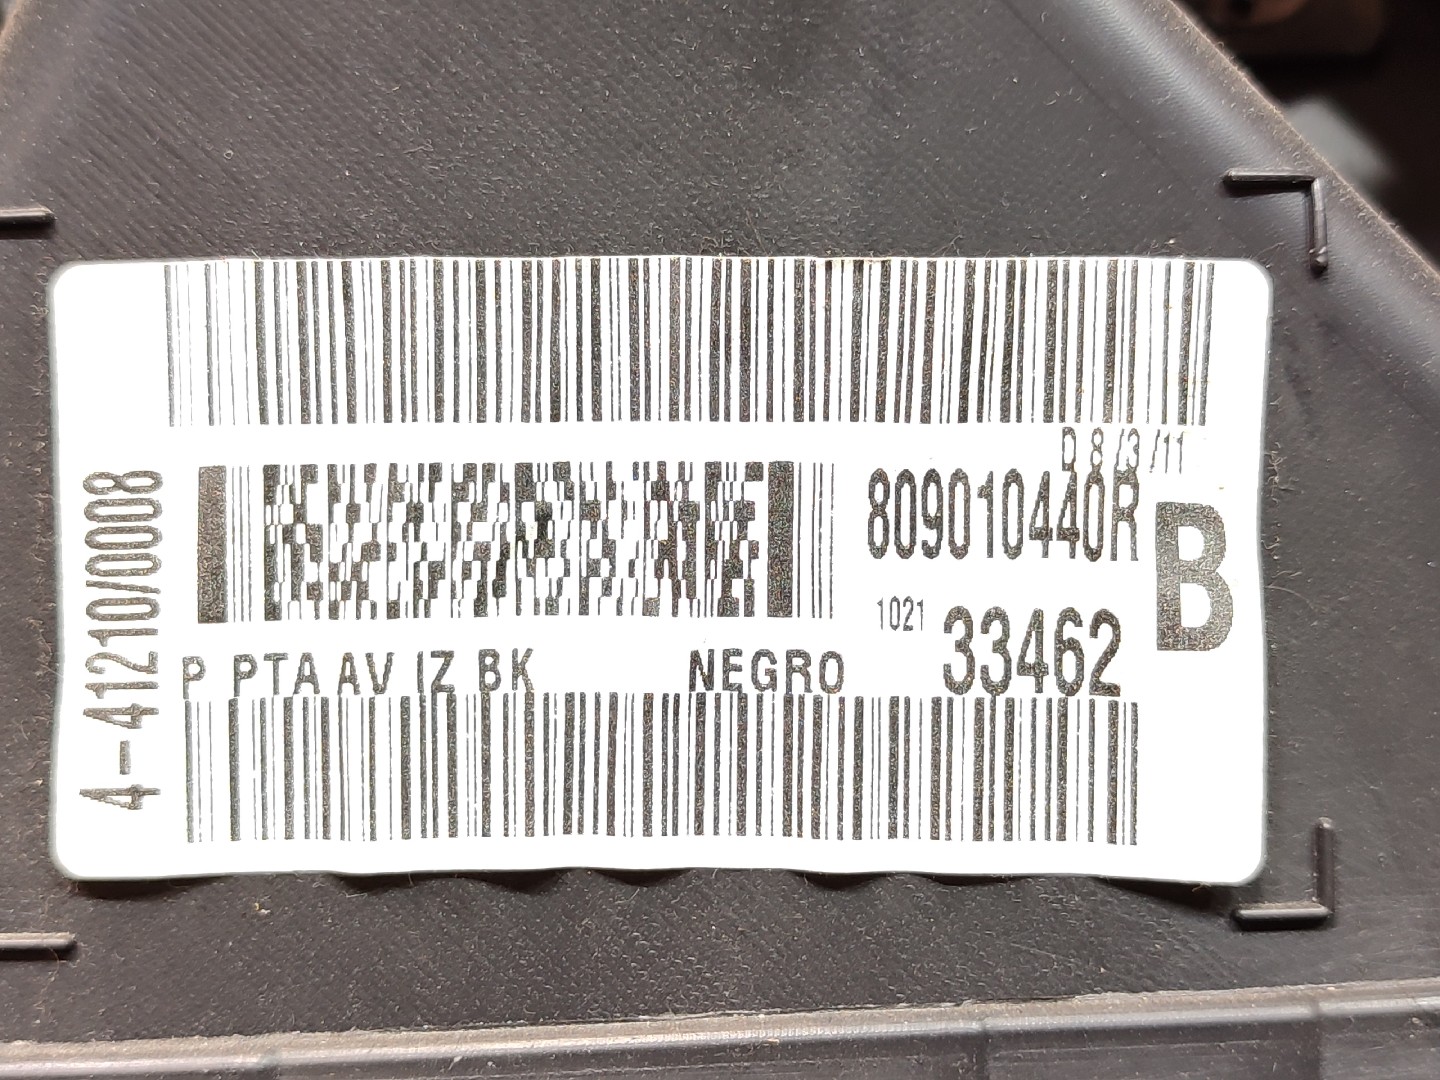 D 8/3/11
809010440R
B
1021 33462
P PTA AV IZ BK NEGRO
4-41210/0008